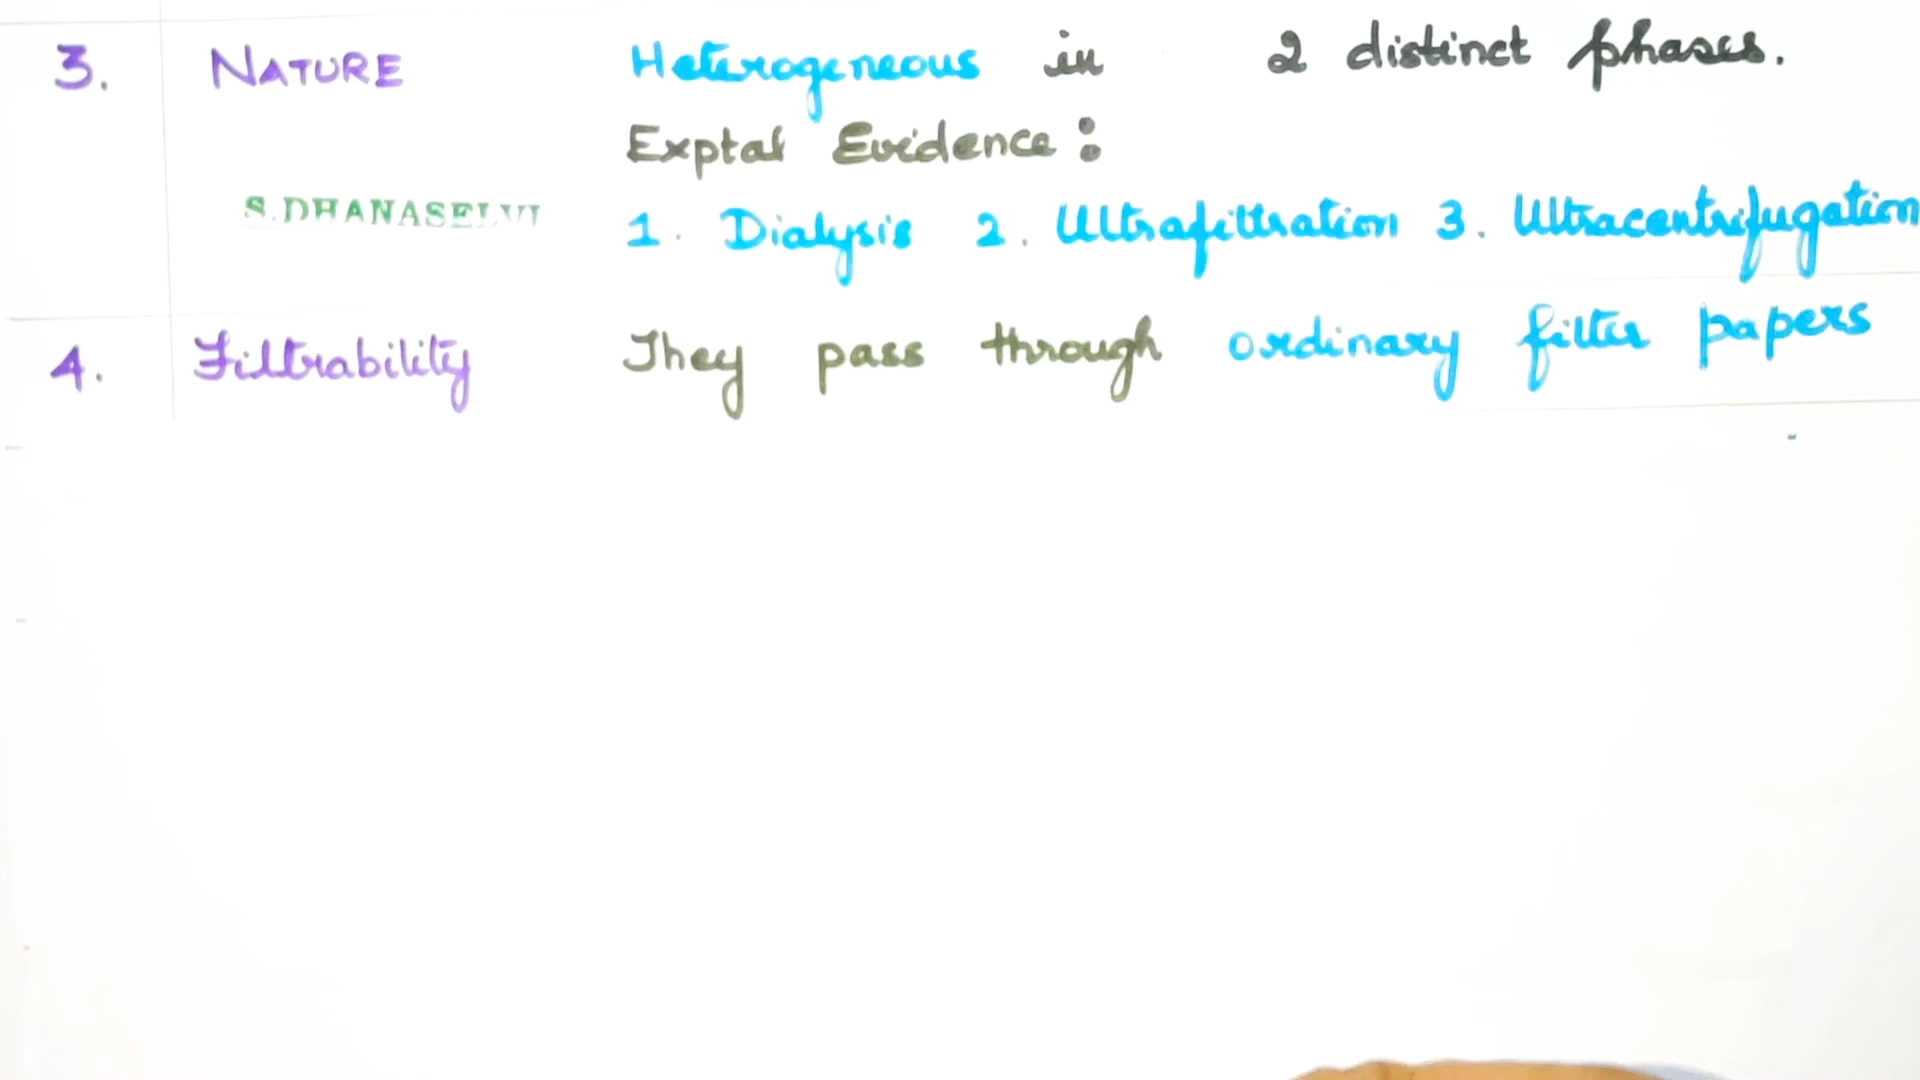 3. NATURE Heterogeneous in 2 distinct phases.
Exptal Evidence:
S.DHANASELVI
1. Dialysis 2. Ultrafiltration 3. Ultracentrifugation
4. Filtrability They pass through ordinary filter papers